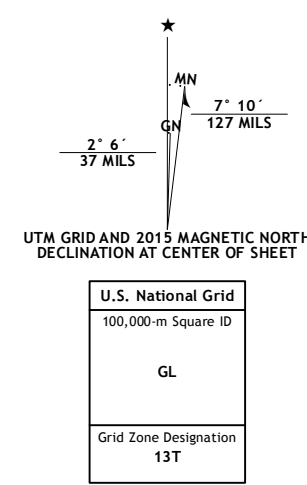 MN
GN
7° 10´
127 MILS
2° 6´
37 MILS
UTM GRID AND 2015 MAGNETIC NORTH
DECLINATION AT CENTER OF SHEET
U.S. National Grid
100,000-m Square ID
GL
Grid Zone Designation
13T